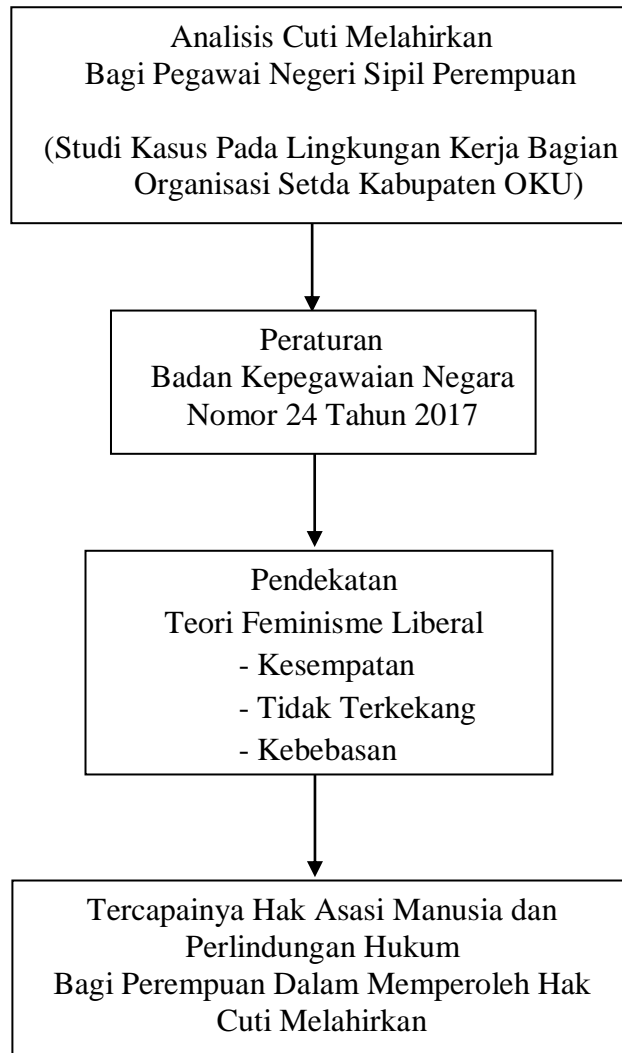 Analisis Cuti Melahirkan
Bagi Pegawai Negeri Sipil Perempuan
(Studi Kasus Pada Lingkungan Kerja Bagian
Organisasi Setda Kabupaten OKU)
Peraturan
Badan Kepegawaian Negara
Nomor 24 Tahun 2017
Pendekatan
Teori Feminisme Liberal
- Kesempatan
- Tidak Terkekang
- Kebebasan
Tercapainya Hak Asasi Manusia dan
Perlindungan Hukum
Bagi Perempuan Dalam Memperoleh Hak
Cuti Melahirkan